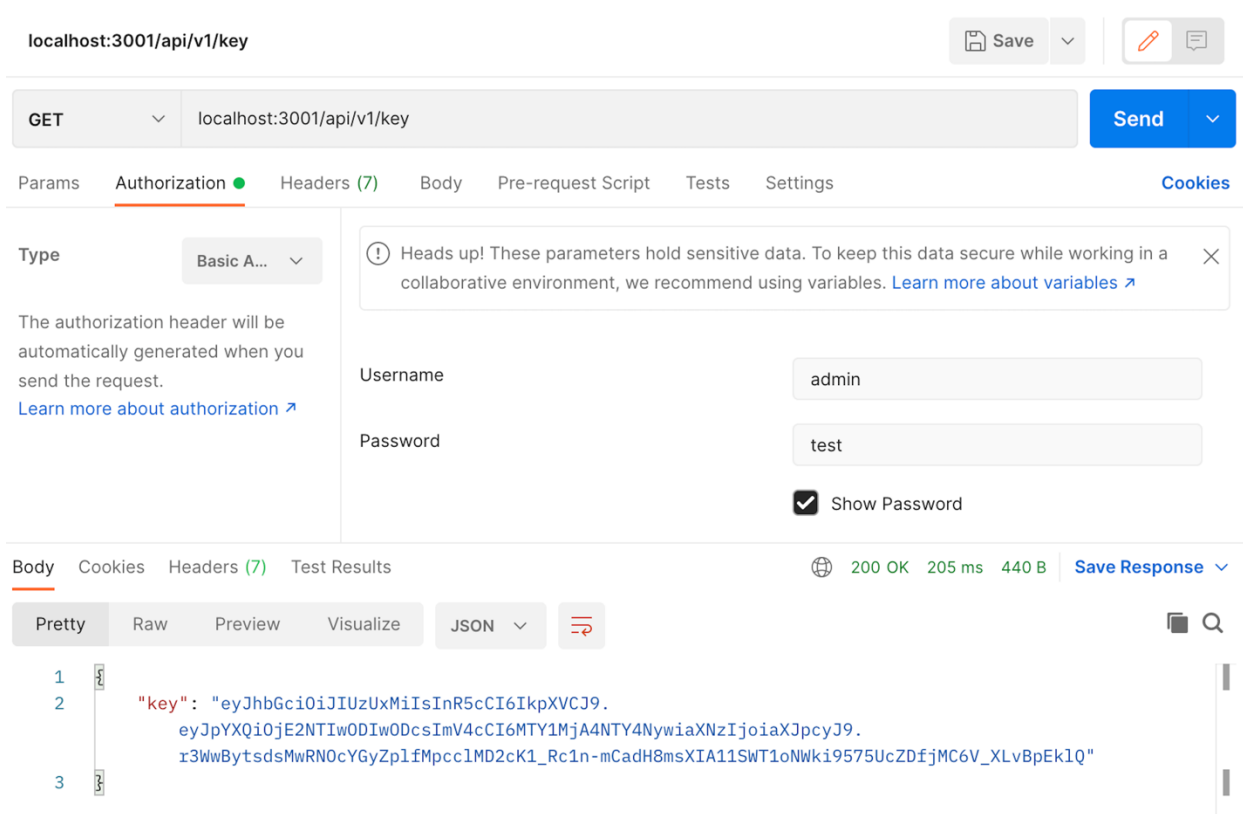 localhost:3001/api/v1/key
Save
GET
localhost:3001/api/v1/key
Send
Params Authorization Headers (7) Body Pre-request Script Tests Settings Cookies
Type
Basic A...
The authorization header will be
automatically generated when you
send the request.
Learn more about authorization ↗
Heads up! These parameters hold sensitive data. To keep this data secure while working in a
collaborative environment, we recommend using variables. Learn more about variables ↗
Username
admin
Password
test
Show Password
Body Cookies Headers (7) Test Results 200 OK 205 ms 440 B Save Response
Pretty Raw Preview Visualize JSON
1 {
2 "key": "eyJhbGciOiJIUzUxMiIsInR5cCI6IkpXVCJ9.
eyJpYXQiOjE2NTIwODIwODcsImV4cCI6MTY1MjA4NTY4NywiaXNzIjoiaXJpcyJ9.
r3WwBytsdsMwRNOcYGyZplfMpcclMD2cK1_Rc1n-mCadH8msXIA11SWT1oNWki9575UcZDfjMC6V_XLvBpEklQ"
3 }